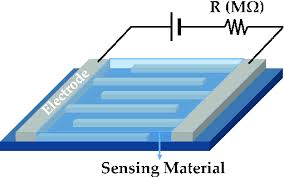 R (MΩ)
Electrode
Sensing Material